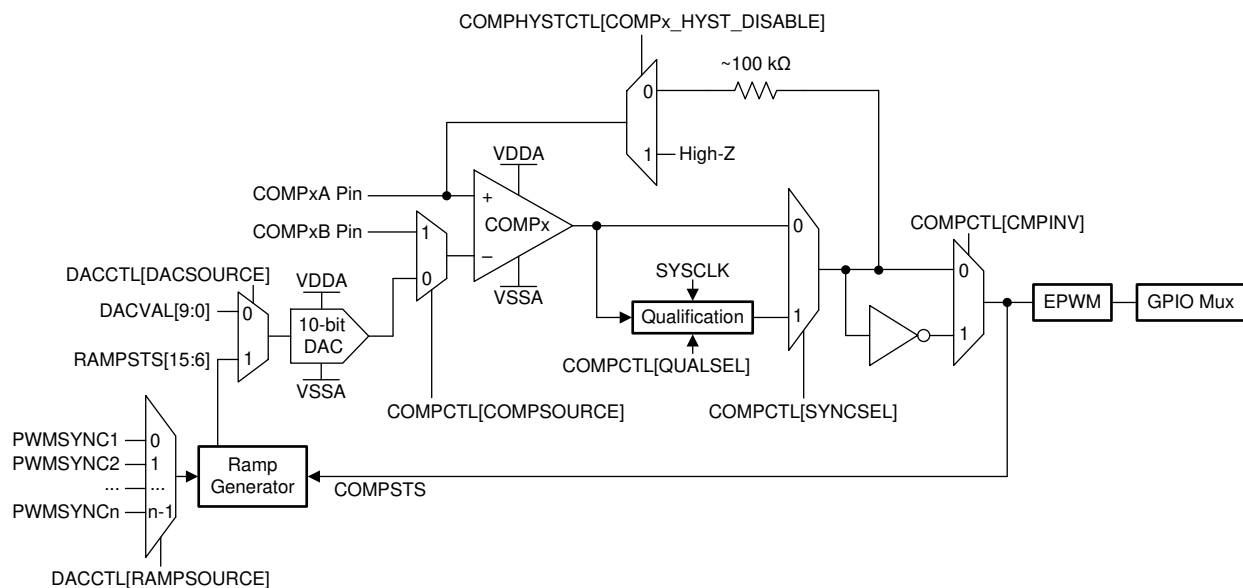 COMPHYSTCTL[COMPx_HYST_DISABLE]
~100 kΩ
0
1
High-Z
VDDA
COMPxA Pin
+
COMPx
COMPxB Pin
1
−
0
0
COMPCTL[CMPINV]
DACCTL[DACSOURCE]
VDDA
VSSA
SYSCLK
0
EPWM
GPIO Mux
DACVAL[9:0]
0
10-bit
DAC
Qualification
1
1
RAMPSTS[15:6]
1
VSSA
COMPCTL[QUALSEL]
COMPCTL[COMPSOURCE]
COMPCTL[SYNCSEL]
PWMSYNC1
0
PWMSYNC2
1
Ramp
Generator
...
...
COMPSTS
PWMSYNCn
n-1
DACCTL[RAMPSOURCE]